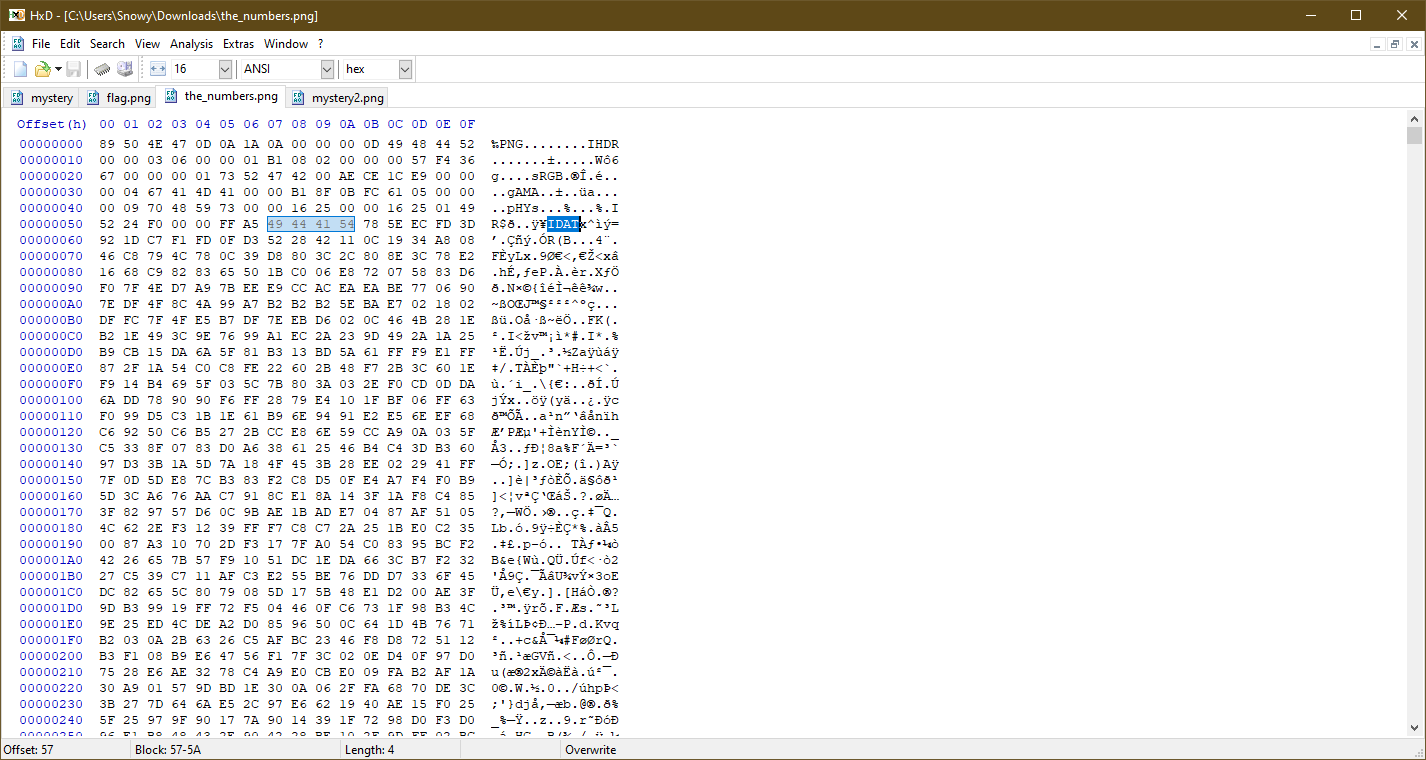 HxD - [C:\Users\Snowy\Downloads\the_numbers.png]
File Edit Search View Analysis Extras Window ?
16 ANSI hex
mystery flag.png the_numbers.png mystery2.png
Offset(h) 00 01 02 03 04 05 06 07 08 09 0A 0B 0C 0D 0E 0F
00000000 89 50 4E 47 0D 0A 1A 0A 00 00 00 0D 49 48 44 52 ‰PNG........IHDR
00000010 00 00 03 06 00 00 01 B1 08 02 00 00 00 57 F4 36 .......±.....Wô6
00000020 67 00 00 00 01 73 52 47 42 00 AE CE 1C E9 00 00 g....sRGB.®Î.é..
00000030 00 04 67 41 4D 41 00 00 B1 8F 0B FC 61 05 00 00 ..gAMA..±..üa...
00000040 00 09 70 48 59 73 00 00 16 25 00 00 16 25 01 49 ..pHYs...%...%.I
00000050 52 24 F0 00 00 FF A5 49 44 41 54 78 5E EC FD 3D R$ð..ÿ¥IDATx^ìý=
00000060 92 1D C7 F1 FD 0F D3 52 28 42 11 0C 19 34 A8 08 ’.Çñý.ÓR(B...4¨.
00000070 46 C8 79 4C 78 0C 39 D8 80 3C 2C 80 8E 3C 78 E2 FÈyLx.9Ø€<,€Ž<xâ
00000080 16 68 C9 82 83 65 50 1B C0 06 E8 72 07 58 83 D6 .hÉ‚ƒeP.À.èr.XƒÖ
00000090 F0 7F 4E D7 A9 7B EE E9 CC AC EA EA BE 77 06 90 ð.N×©{îéÌ¬êê¾w..
000000A0 7E DF 4F 8C 4A 99 A7 B2 B2 B2 5E BA E7 02 18 02 ~ßOŒJ™§²²²^ºç...
000000B0 DF FC 7F 4F E5 B7 DF 7E EB D6 02 0C 46 4B 28 1E ßü.Oå·ß~ëÖ..FK(.
000000C0 B2 1E 49 3C 9E 76 99 A1 EC 2A 23 9D 49 2A 1A 25 ².I<žv™¡ì*#.I*.%
000000D0 B9 CB 15 DA 6A 5F 81 B3 13 BD 5A 61 FF F9 E1 FF ¹Ë.Új_.³.½Zaÿùáÿ
000000E0 87 2F 1A 54 C0 C8 FE 22 60 2B 48 F7 2B 3C 60 1E ‡/.TÀÈþ"`+H÷+<`.
000000F0 F9 14 B4 69 5F 03 5C 7B 80 3A 03 2E F0 CD 0D DA ù.´i_.\{€:..ðÍ.Ú
00000100 6A DD 78 90 90 F6 FF 28 79 E4 10 1F BF 06 FF 63 jÝx..öÿ(yä..¿.ÿc
00000110 F0 99 D5 C3 1B 1E 61 B9 6E 94 91 E2 E5 6E EF 68 ð™ÕÃ..a¹n”‘âånïh
00000120 C6 92 50 C6 B5 27 2B CC E8 6E 59 CC A9 0A 03 5F Æ’PÆµ'+ÌènYÌ©.._
00000130 C5 33 8F 07 83 D0 A6 38 61 25 46 B4 C4 3D B3 60 Å3..ƒÐ¦8a%F´Ä=³`
00000140 97 D3 3B 1A 5D 7A 18 4F 45 3B 28 EE 02 29 41 FF —Ó;.]z.OE;(î.)Aÿ
00000150 7F 0D 5D E8 7C B3 83 F2 C8 D5 0F E4 A7 F4 F0 B9 ..]è|³ƒòÈÕ.ä§ôð¹
00000160 5D 3C A6 76 AA C7 91 8C E1 8A 14 3F 1A F8 C4 85 ]<¦vªÇ‘ŒáŠ.?.øÄ…
00000170 3F 82 97 57 D6 0C 9B AE 1B AD E7 04 87 AF 51 05 ?‚—WÖ.›®..ç.‡¯Q.
00000180 4C 62 2E F3 12 39 FF F7 C8 C7 2A 25 1B E0 C2 35 Lb.ó.9ÿ÷ÈÇ*%.àÂ5
00000190 00 87 A3 10 70 2D F3 17 7F A0 54 C0 83 95 BC F2 .‡£.p-ó.. TÀƒ•¼ò
000001A0 42 26 65 7B 57 F9 10 51 DC 1E DA 66 3C B7 F2 32 B&e{Wù.QÜ.Úf<·ò2
000001B0 27 C5 39 C7 11 AF C3 E2 55 BE 76 DD D7 33 6F 45 'Å9Ç.¯ÃâU¾vÝ×3oE
000001C0 DC 82 65 5C 80 79 08 5D 17 5B 48 E1 D2 00 AE 3F Ü‚e\€y.].[HáÒ.®?
000001D0 9D B3 99 19 FF 72 F5 04 46 0F C6 73 1F 98 B3 4C .³™.ÿrõ.F.Æs.˜³L
000001E0 9E 25 ED 4C DE A2 D0 85 96 50 0C 64 1D 4B 76 71 ž%íLÞ¢Ð…–P.d.Kvq
000001F0 B2 03 0A 2B 63 26 C5 AF BC 23 46 F8 D8 72 51 12 ²..+c&Å¯¼#FøØrQ.
00000200 B3 F1 08 B9 E6 47 56 F1 7F 3C 02 0E D4 0F 97 D0 ³ñ.¹æGVñ.<..Ô.—Ð
00000210 75 28 E6 AE 32 78 C4 A9 E0 CB E0 09 FA B2 AF 1A u(æ®2xÄ©àËà.ú²¯.
00000220 30 A9 01 57 9D BD 1E 30 0A 06 2F FA 68 70 DE 3C 0©.W.½.0../úhpÞ<
00000230 3B 27 7D 64 6A E5 2C 97 E6 62 19 40 AE 15 F0 25 ;'}djå,—æb.@®.ð%
00000240 5F 25 97 9F 90 17 7A 90 14 39 1F 72 98 D0 F3 D0 _%—Ÿ..z..9.r˜ÐóÐ
Offset: 57 Block: 57-5A Length: 4 Overwrite